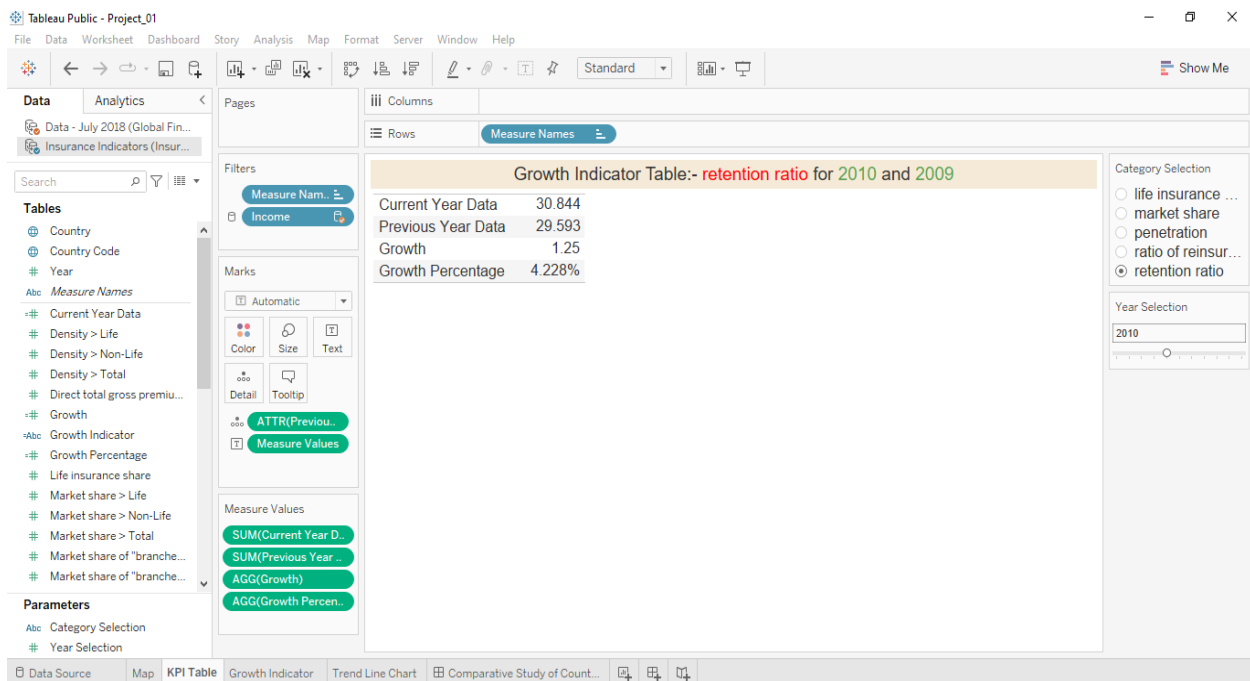 Tableau Public - Project_01
File Data Worksheet Dashboard Story Analysis Map Format Server Window Help
Standard
Show Me
Data Analytics
Data - July 2018 (Global Fin...
Insurance Indicators (Insur...
Search
Tables
Country
Country Code
# Year
Abc Measure Names
=# Current Year Data
# Density > Life
# Density > Non-Life
# Density > Total
# Direct total gross premiu...
=# Growth
=Abc Growth Indicator
=# Growth Percentage
# Life insurance share
# Market share > Life
# Market share > Non-Life
# Market share > Total
# Market share of "branche...
# Market share of "branche...
Parameters
Abc Category Selection
# Year Selection
Pages
Filters
Measure Nam..
Income
Marks
T Automatic
Color Size Text
Detail Tooltip
ATTR(Previou..
T Measure Values
Measure Values
SUM(Current Year D..
SUM(Previous Year ..
AGG(Growth)
AGG(Growth Percen..
Columns
Rows Measure Names
Growth Indicator Table:- retention ratio for 2010 and 2009
Current Year Data 30.844
Previous Year Data 29.593
Growth 1.25
Growth Percentage 4.228%
Category Selection
life insurance ...
market share
penetration
ratio of reinsur...
retention ratio
Year Selection
2010
Data Source Map KPI Table Growth Indicator Trend Line Chart Comparative Study of Count...